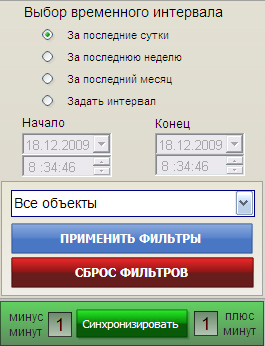 Выбор временного интервала
За последние сутки
За последнюю неделю
За последний месяц
Задать интервал
Начало Конец
18.12.2009 18.12.2009
8 :34:46 8 :34:46
Все объекты
ПРИМЕНИТЬ ФИЛЬТРЫ
СБРОС ФИЛЬТРОВ
минус минут 1 Синхронизировать 1 плюс минут